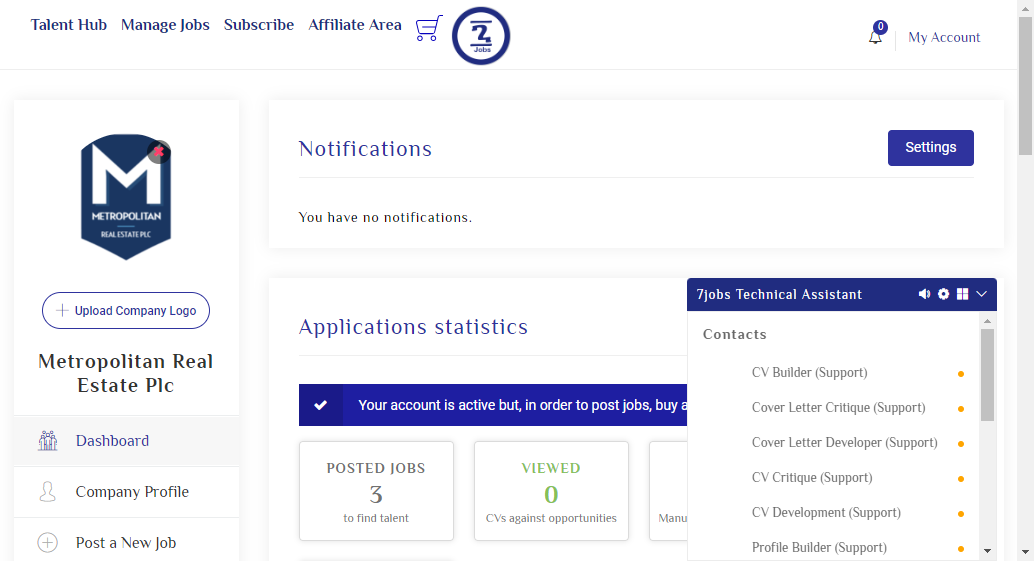 Talent Hub Manage Jobs Subscribe Affiliate Area
7
Jobs
0
My Account
METROPOLITAN
REAL ESTATE PLC
Upload Company Logo
Metropolitan Real
Estate Plc
Dashboard
Company Profile
Post a New Job
Notifications
Settings
You have no notifications.
Applications statistics
Your account is active but, in order to post jobs, buy a
POSTED JOBS
3
to find talent
VIEWED
0
CVs against opportunities
Manu
7jobs Technical Assistant
Contacts
CV Builder (Support)
Cover Letter Critique (Support)
Cover Letter Developer (Support)
CV Critique (Support)
CV Development (Support)
Profile Builder (Support)